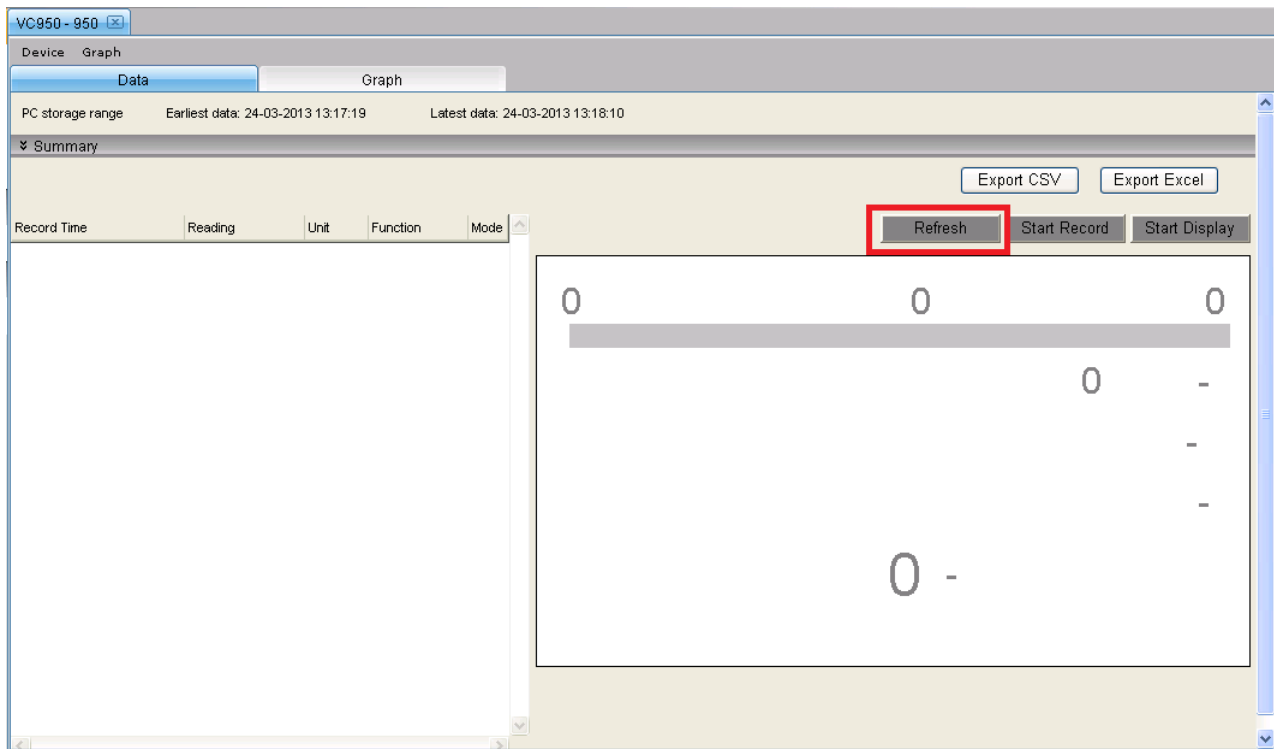 VC950 - 950
Device Graph
Data Graph
PC storage range Earliest data: 24-03-2013 13:17:19 Latest data: 24-03-2013 13:18:10
Summary
Export CSV Export Excel
Record Time Reading Unit Function Mode
Refresh Start Record Start Display
0 0 0
0 -
-
-
0 -